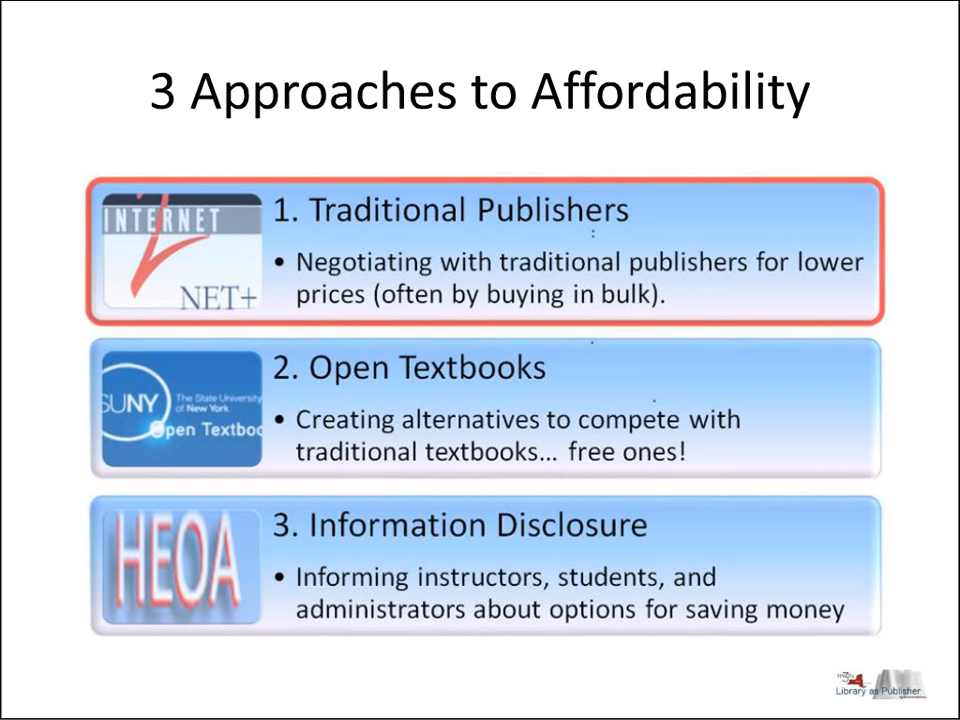 3 Approaches to Affordability
INTERNET
NET+
1. Traditional Publishers
• Negotiating with traditional publishers for lower
prices (often by buying in bulk).
SUNY
The State University
of New York
Open Textboo
2. Open Textbooks
• Creating alternatives to compete with
traditional textbooks... free ones!
HEOA
3. Information Disclosure
• Informing instructors, students, and
administrators about options for saving money
Library as Publisher